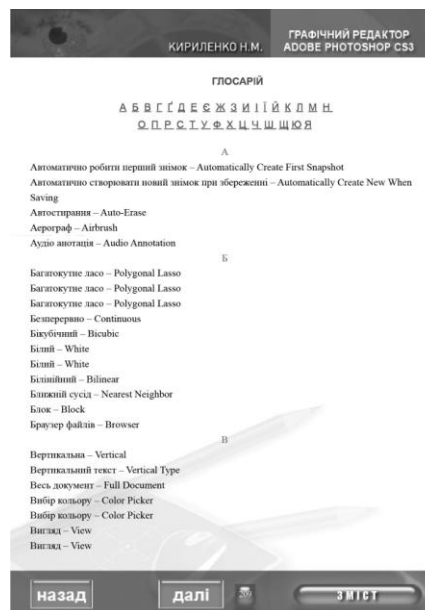 КИРИЛЕНКО Н.М.
ГРАФІЧНИЙ РЕДАКТОР
ADOBE PHOTOSHOP CS3
ГЛОСАРІЙ
А Б В Г Ґ Д Е Є Ж З И І Ї Й К Л М Н
О П Р С Т У Ф Х Ц Ч Ш Щ Ю Я
А
Автоматично робити перший знімок – Automatically Create First Snapshot
Автоматично створювати новий знімок при збереженні – Automatically Create New When
Saving
Автостирання – Auto-Erase
Аерограф – Airbrush
Аудіо анотація – Audio Annotation
Б
Багатокутне ласо – Polygonal Lasso
Багатокутне ласо – Polygonal Lasso
Багатокутне ласо – Polygonal Lasso
Безперервно – Continuous
Бікубічний – Bicubic
Білий – White
Білий – White
Білінійний – Bilinear
Ближній сусід – Nearest Neighbor
Блок – Block
Браузер файлів – Browser
В
Вертикальна – Vertical
Вертикальний текст – Vertical Type
Весь документ – Full Document
Вибір кольору – Color Picker
Вибір кольору – Color Picker
Вигляд – View
Вигляд – View
назад
далі
ЗМІСТ